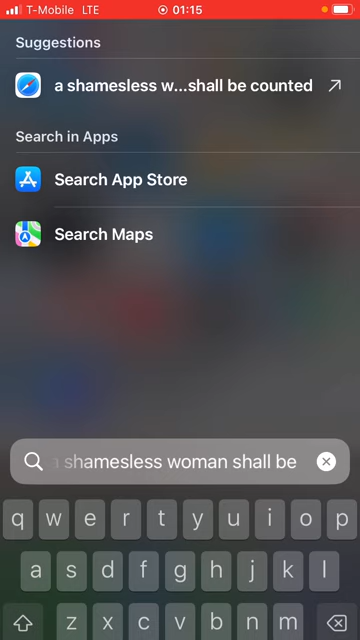 T-Mobile LTE 01:15
Suggestions
a shamesless w...shall be counted
Search in Apps
Search App Store
Search Maps
a shamesless woman shall be
q w e r t y u i o p
a s d f g h j k l
z x c v b n m